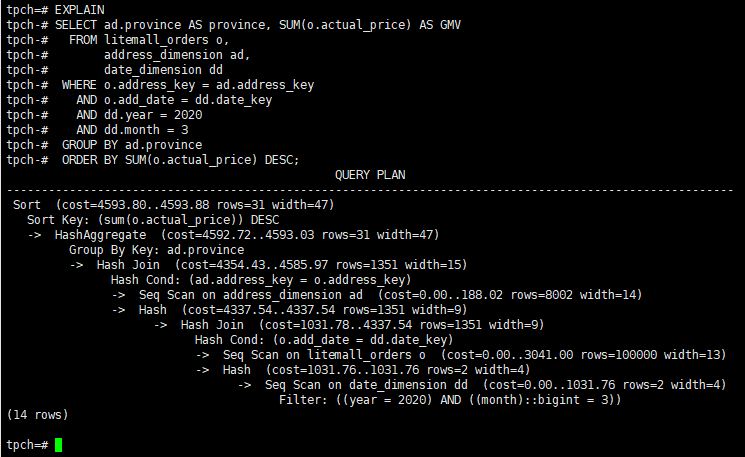 tpch=# EXPLAIN
tpch-# SELECT ad.province AS province, SUM(o.actual_price) AS GMV
tpch-#   FROM litemall_orders o,
tpch-#        address_dimension ad,
tpch-#        date_dimension dd
tpch-#  WHERE o.address_key = ad.address_key
tpch-#    AND o.add_date = dd.date_key
tpch-#    AND dd.year = 2020
tpch-#    AND dd.month = 3
tpch-#  GROUP BY ad.province
tpch-#  ORDER BY SUM(o.actual_price) DESC;
                                               QUERY PLAN
--------------------------------------------------------------------------------------------------------
 Sort  (cost=4593.80..4593.88 rows=31 width=47)
   Sort Key: (sum(o.actual_price)) DESC
   ->  HashAggregate  (cost=4592.72..4593.03 rows=31 width=47)
         Group By Key: ad.province
         ->  Hash Join  (cost=4354.43..4585.97 rows=1351 width=15)
               Hash Cond: (ad.address_key = o.address_key)
               ->  Seq Scan on address_dimension ad  (cost=0.00..188.02 rows=8002 width=14)
               ->  Hash  (cost=4337.54..4337.54 rows=1351 width=9)
                     ->  Hash Join  (cost=1031.78..4337.54 rows=1351 width=9)
                           Hash Cond: (o.add_date = dd.date_key)
                           ->  Seq Scan on litemall_orders o  (cost=0.00..3041.00 rows=100000 width=13)
                           ->  Hash  (cost=1031.76..1031.76 rows=2 width=4)
                                 ->  Seq Scan on date_dimension dd  (cost=0.00..1031.76 rows=2 width=4)
                                       Filter: ((year = 2020) AND ((month)::bigint = 3))
(14 rows)

tpch=#